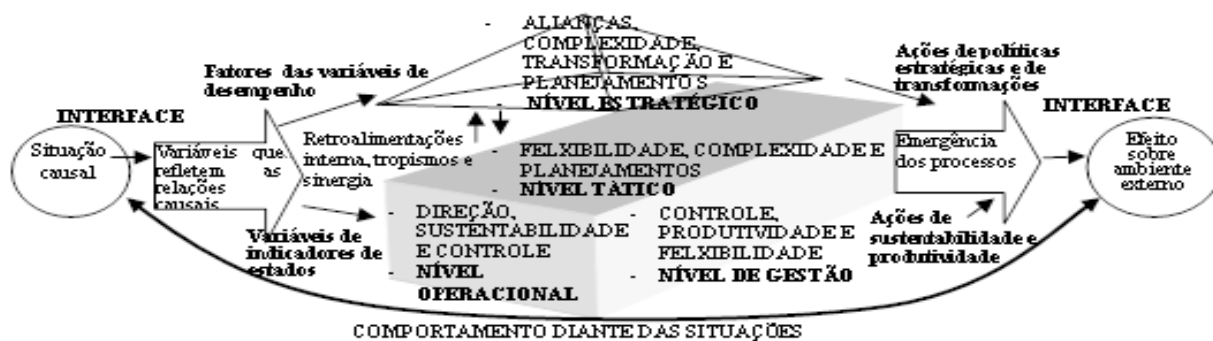 - ALIANÇAS,
COMPLEXIDADE,
TRANSFORMAÇÃO E
PLANEJAMENTO S
- NÍVEL ESTRATÉGICO
Fatores das variáveis de
desempenho
Ações de políticas
estratégicas e de
transformações
INTERFACE
INTERFACE
Situação
causal
Variáveis que
refletem as
relações
causais
Retroalimentações
interna, tropismos e
sinergia
- FELXIBILIDADE, COMPLEXIDADE E
PLANEJAMENTOS
- NÍVEL TÀTICO
Emergência
dos processos
Efeito
sobre
ambiente
externo
Variáveis de
indicadores de
estados
- DIREÇÃO,
SUSTENTABILIDADE
E CONTROLE
- NÍVEL
OPERACIONAL
- CONTROLE,
PRODUTIVIDADE E
FELXIBILIDADE
- NÍVEL DE GESTÃO
Ações de
sustentabilidade e
produtividade
COMPORTAMENTO DIANTE DAS SITUAÇÕES